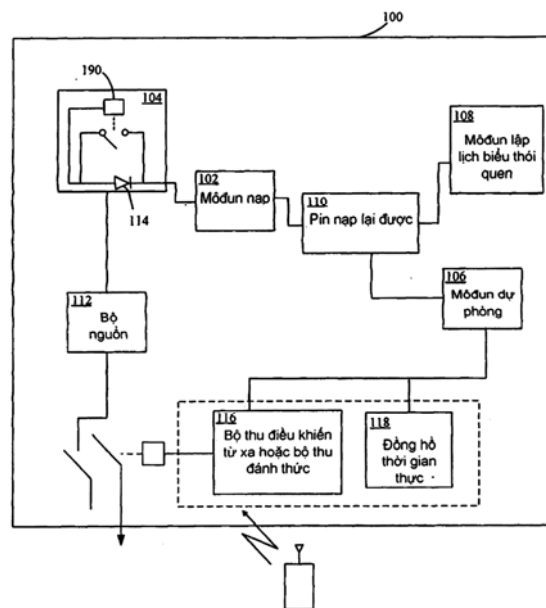 100
190
104
114
102
Môđun nạp
110
Pin nạp lại được
108
Môđun lập
lịch biểu thói
quen
106
Môđun dự
phòng
112
Bộ
nguồn
116
Bộ thu điều khiến
từ xa hoặc bộ thu
đánh thức
118
Đồng hồ
thời gian
thực